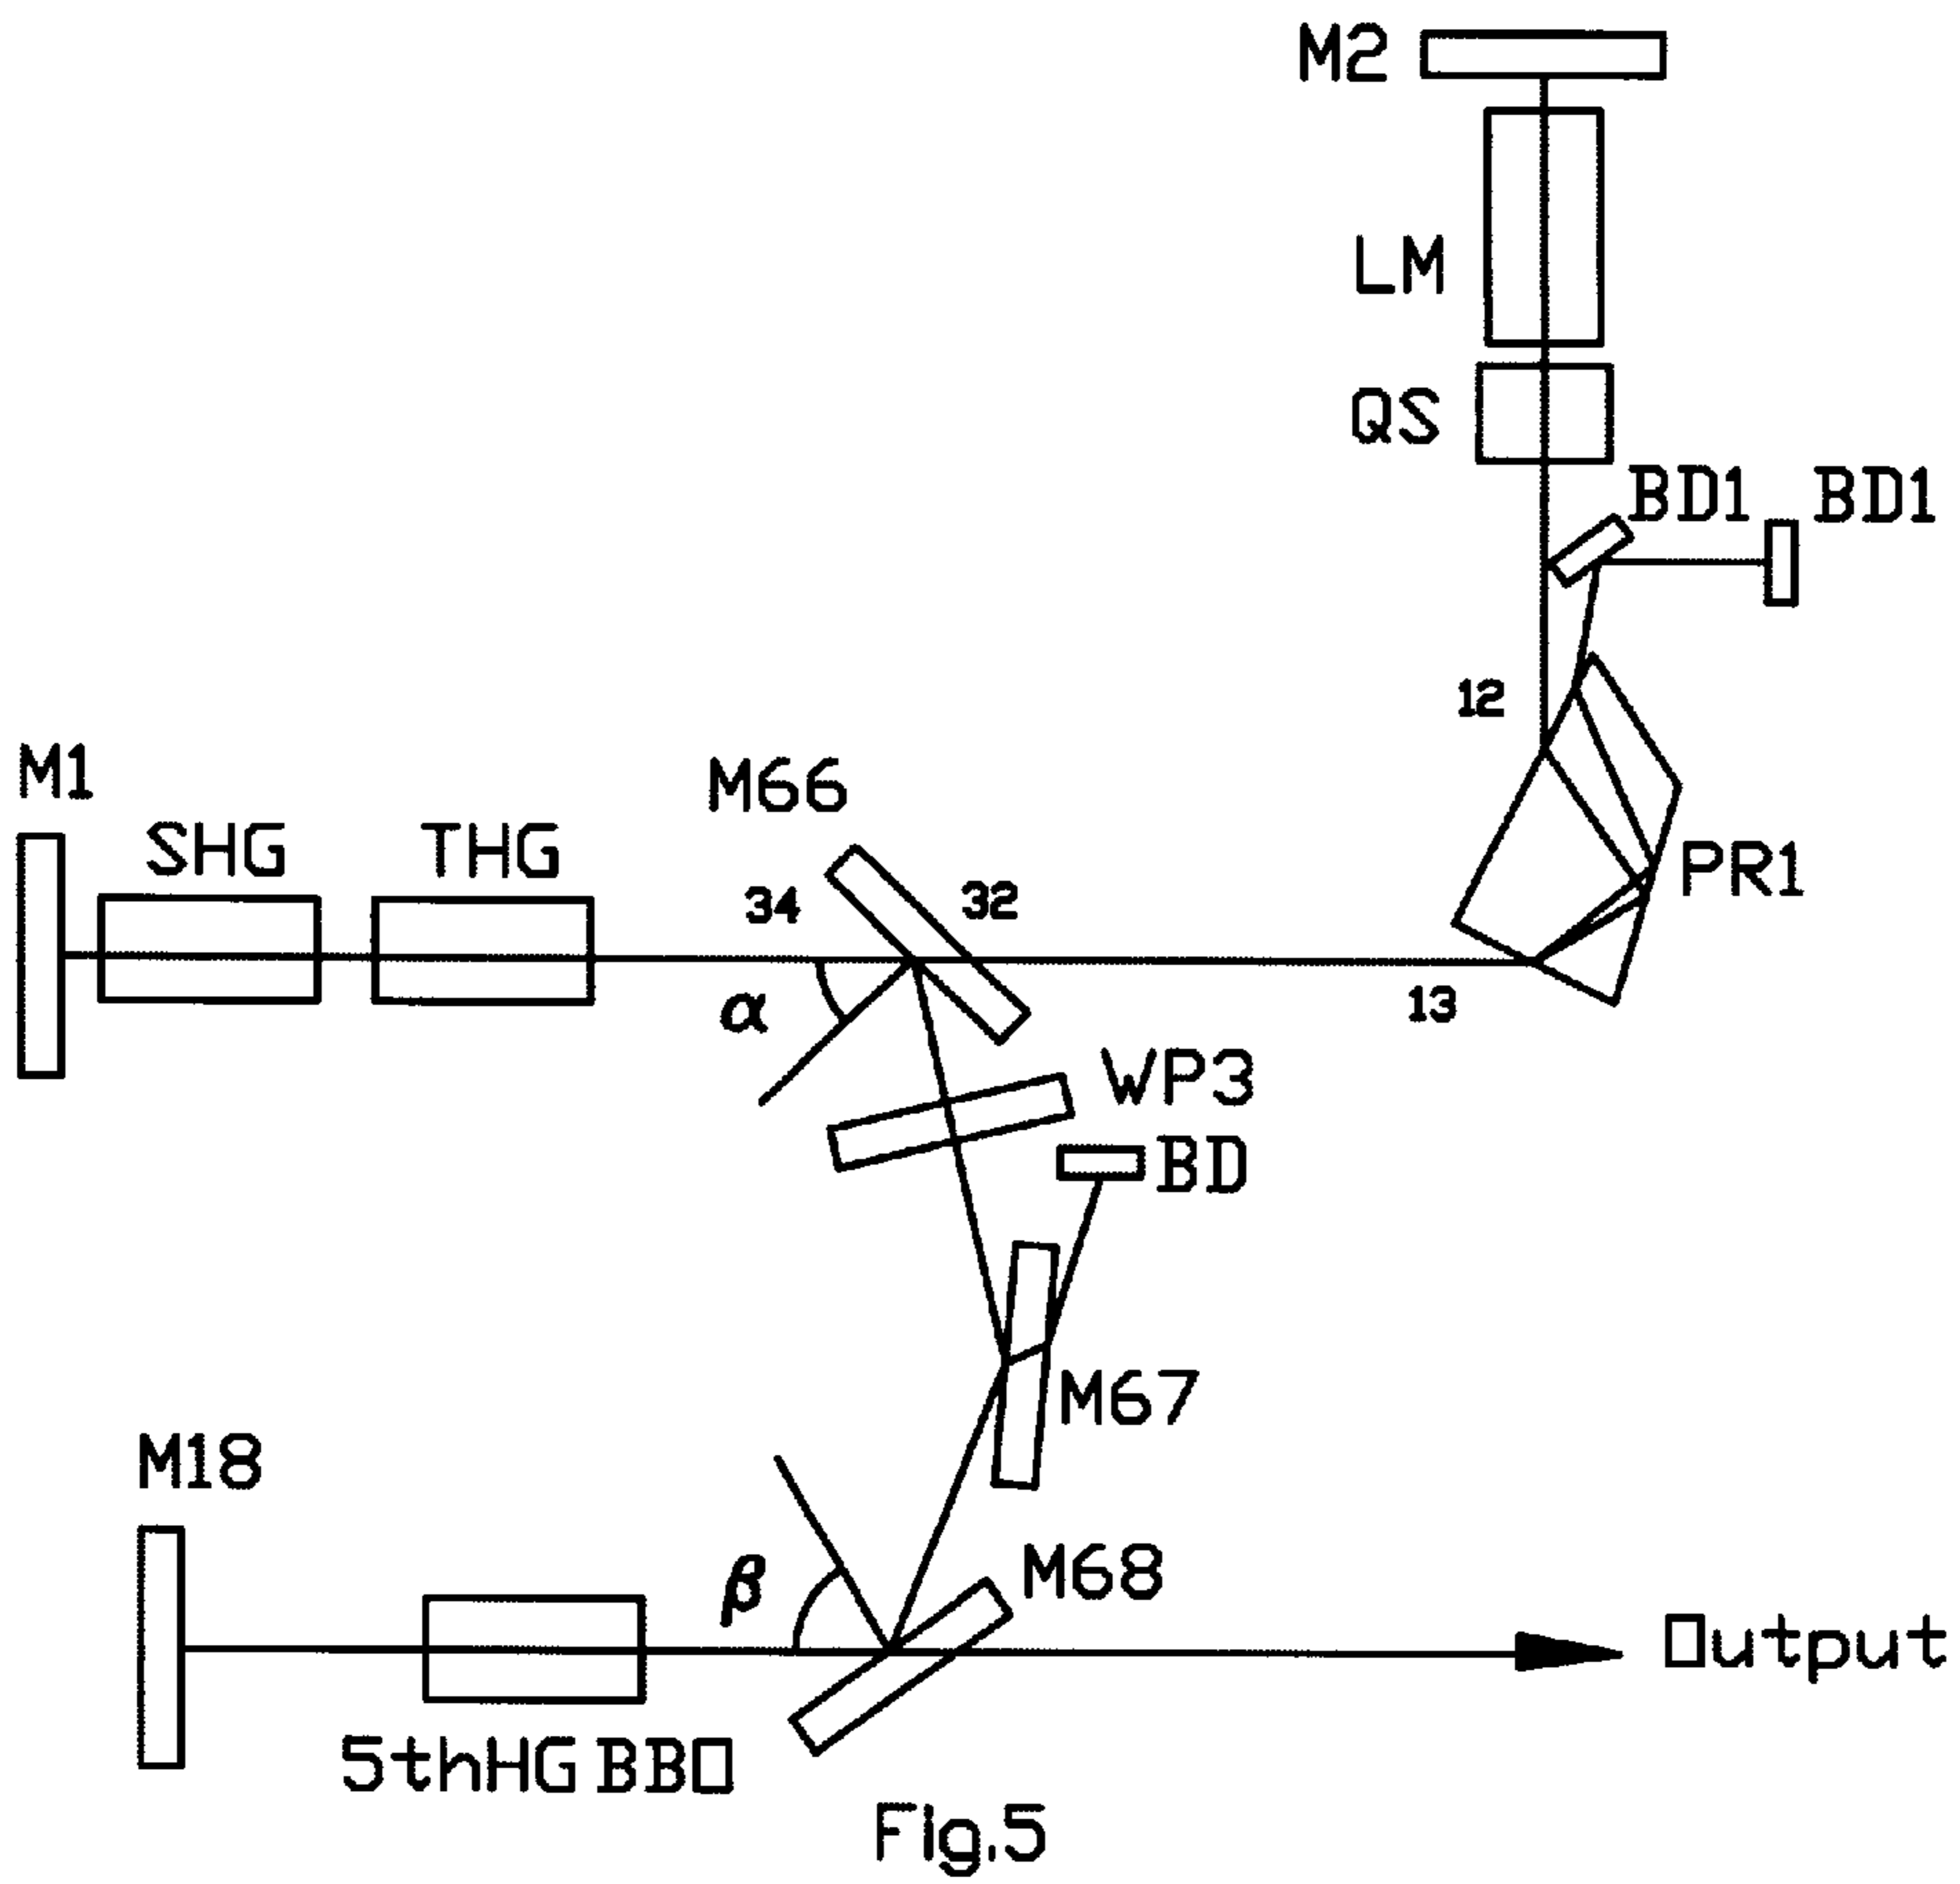 M2
LM
QS
BD1 BD1
12
M1
SHG
THG
M66
34
32
PR1
α
13
WP3
BD
M67
M18
β
M68
Output
5thHG BBO
Fig.5